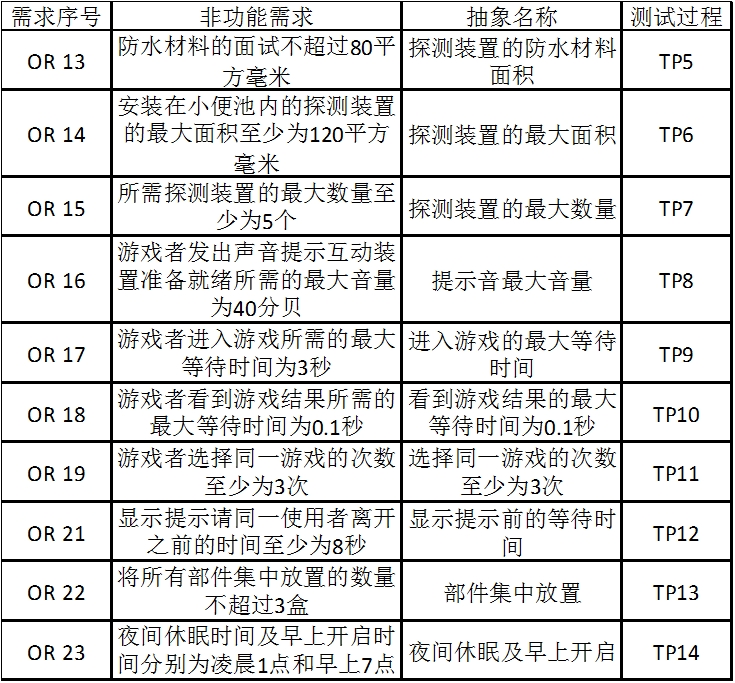 需求序号 非功能需求 抽象名称 测试过程
OR 13 防水材料的面试不超过80平方毫米 探测装置的防水材料面积 TP5
OR 14 安装在小便池内的探测装置的最大面积至少为120平方毫米 探测装置的最大面积 TP6
OR 15 所需探测装置的最大数量至少为5个 探测装置的最大数量 TP7
OR 16 游戏者发出声音提示互动装置准备就绪所需的最大音量为40分贝 提示音最大音量 TP8
OR 17 游戏者进入游戏所需的最大等待时间为3秒 进入游戏的最大等待时间 TP9
OR 18 游戏者看到游戏结果所需的最大等待时间为0.1秒 看到游戏结果的最大等待时间为0.1秒 TP10
OR 19 游戏者选择同一游戏的次数至少为3次 选择同一游戏的次数至少为3次 TP11
OR 21 显示提示请同一使用者离开之前的时间至少为8秒 显示提示前的等待时间 TP12
OR 22 将所有部件集中放置的数量不超过3盒 部件集中放置 TP13
OR 23 夜间休眠时间及早上开启时间分别为凌晨1点和早上7点 夜间休眠及早上开启 TP14